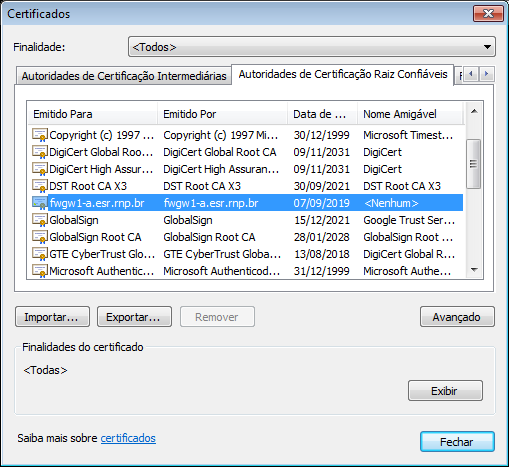 Certificados
Finalidade: <Todos>
Autoridades de Certificação Intermediárias Autoridades de Certificação Raiz Confiáveis
Emitido Para Emitido Por Data de ... Nome Amigável
Copyright (c) 1997 ... Copyright (c) 1997 Mi... 30/12/1999 Microsoft Timest...
DigiCert Global Roo... DigiCert Global Root CA 09/11/2031 DigiCert
DigiCert High Assur... DigiCert High Assuran... 09/11/2031 DigiCert
DST Root CA X3 DST Root CA X3 30/09/2021 DST Root CA X3
fwgw1-a.esr.rnp.br fwgw1-a.esr.rnp.br 07/09/2019 <Nenhum>
GlobalSign GlobalSign 15/12/2021 Google Trust Ser...
GlobalSign Root CA GlobalSign Root CA 28/01/2028 GlobalSign
GTE CyberTrust Glo... GTE CyberTrust Global... 13/08/2018 DigiCert Global R...
Microsoft Authentic... Microsoft Authenticod... 31/12/1999 Microsoft Authe...
Importar... Exportar... Remover Avançado
Finalidades do certificado
<Todas>
Exibir
Saiba mais sobre certificados
Fechar